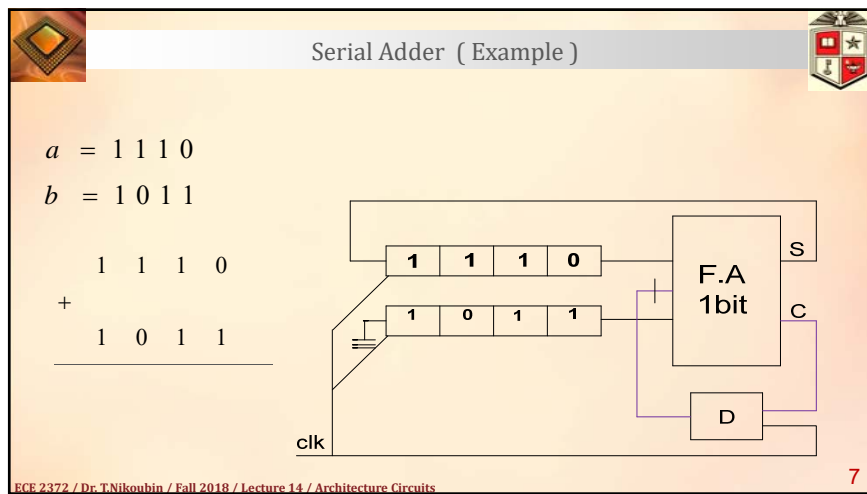 Serial Adder ( Example )
a = 1 1 1 0
b = 1 0 1 1
1 1 1 0
+
1 0 1 1
1 1 1 0
1 0 1 1
F.A
1bit
S
C
D
clk
ECE 2372 / Dr. T.Nikoubin / Fall 2018 / Lecture 14 / Architecture Circuits
7